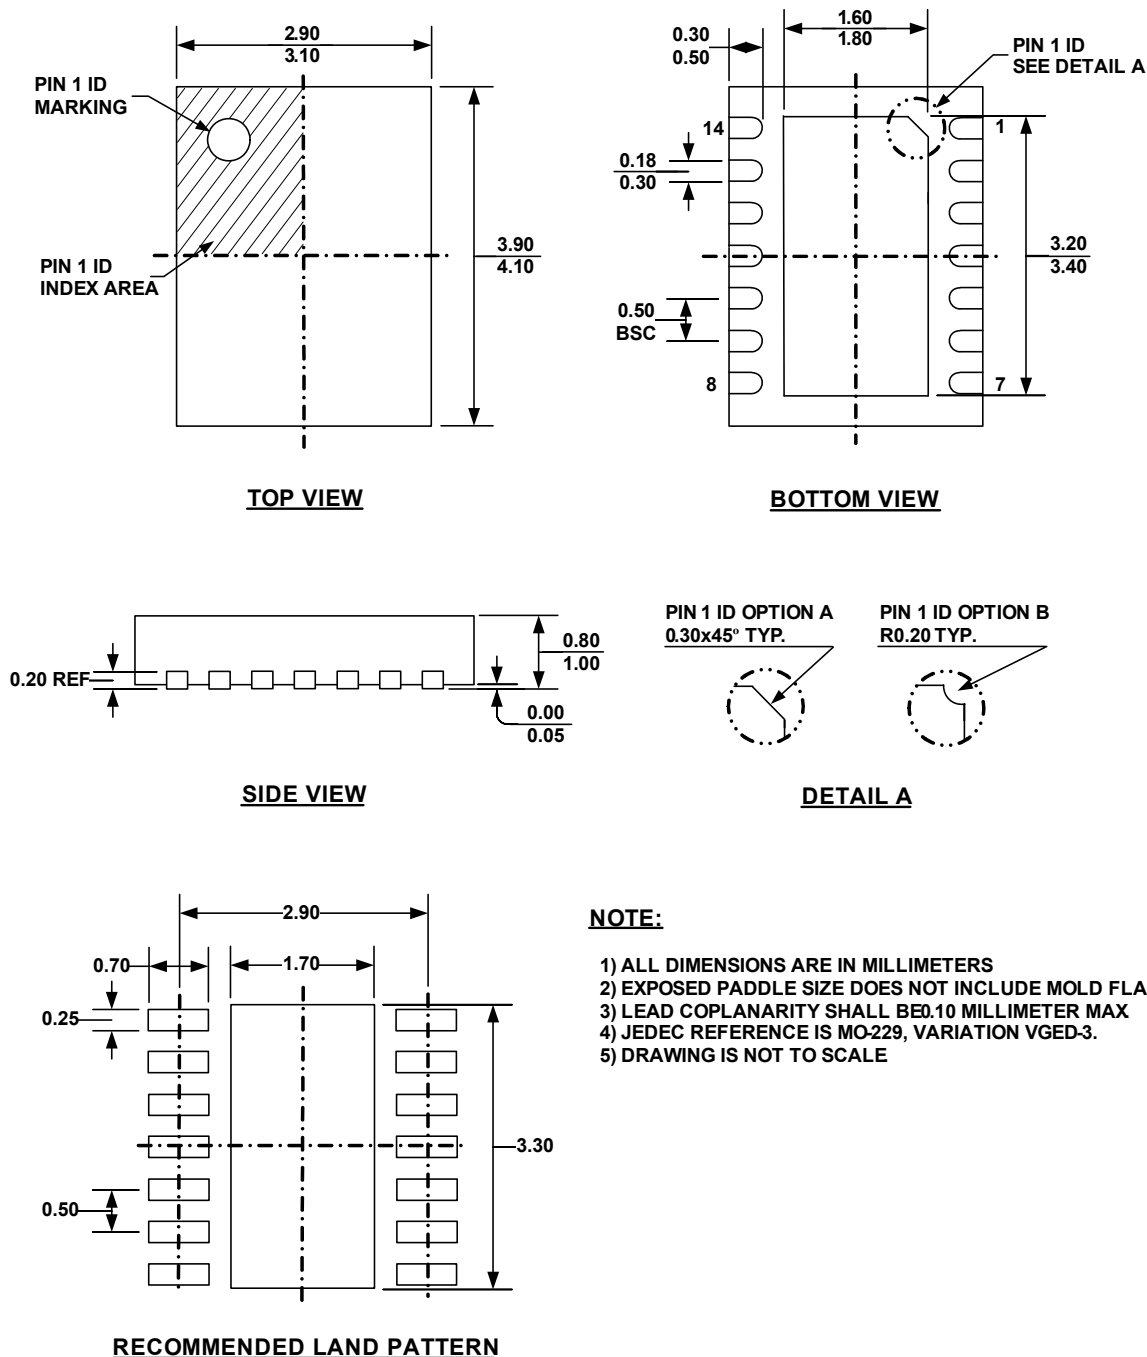 2.90
3.10
PIN 1 ID
MARKING
PIN 1 ID
INDEX AREA
3.90
4.10
TOP VIEW
1.60
1.80
0.30
0.50
PIN 1 ID
SEE DETAIL A
14
1
0.18
0.30
3.20
3.40
0.50
BSC
8
7
BOTTOM VIEW
0.20 REF
0.80
1.00
0.00
0.05
SIDE VIEW
PIN 1 ID OPTION A
0.30x45º TYP.
PIN 1 ID OPTION B
R0.20 TYP.
DETAIL A
2.90
0.70
1.70
0.25
3.30
0.50
RECOMMENDED LAND PATTERN
NOTE:
1) ALL DIMENSIONS ARE IN MILLIMETERS
2) EXPOSED PADDLE SIZE DOES NOT INCLUDE MOLD FLA
3) LEAD COPLANARITY SHALL BE0.10 MILLIMETER MAX
4) JEDEC REFERENCE IS MO-229, VARIATION VGED-3.
5) DRAWING IS NOT TO SCALE